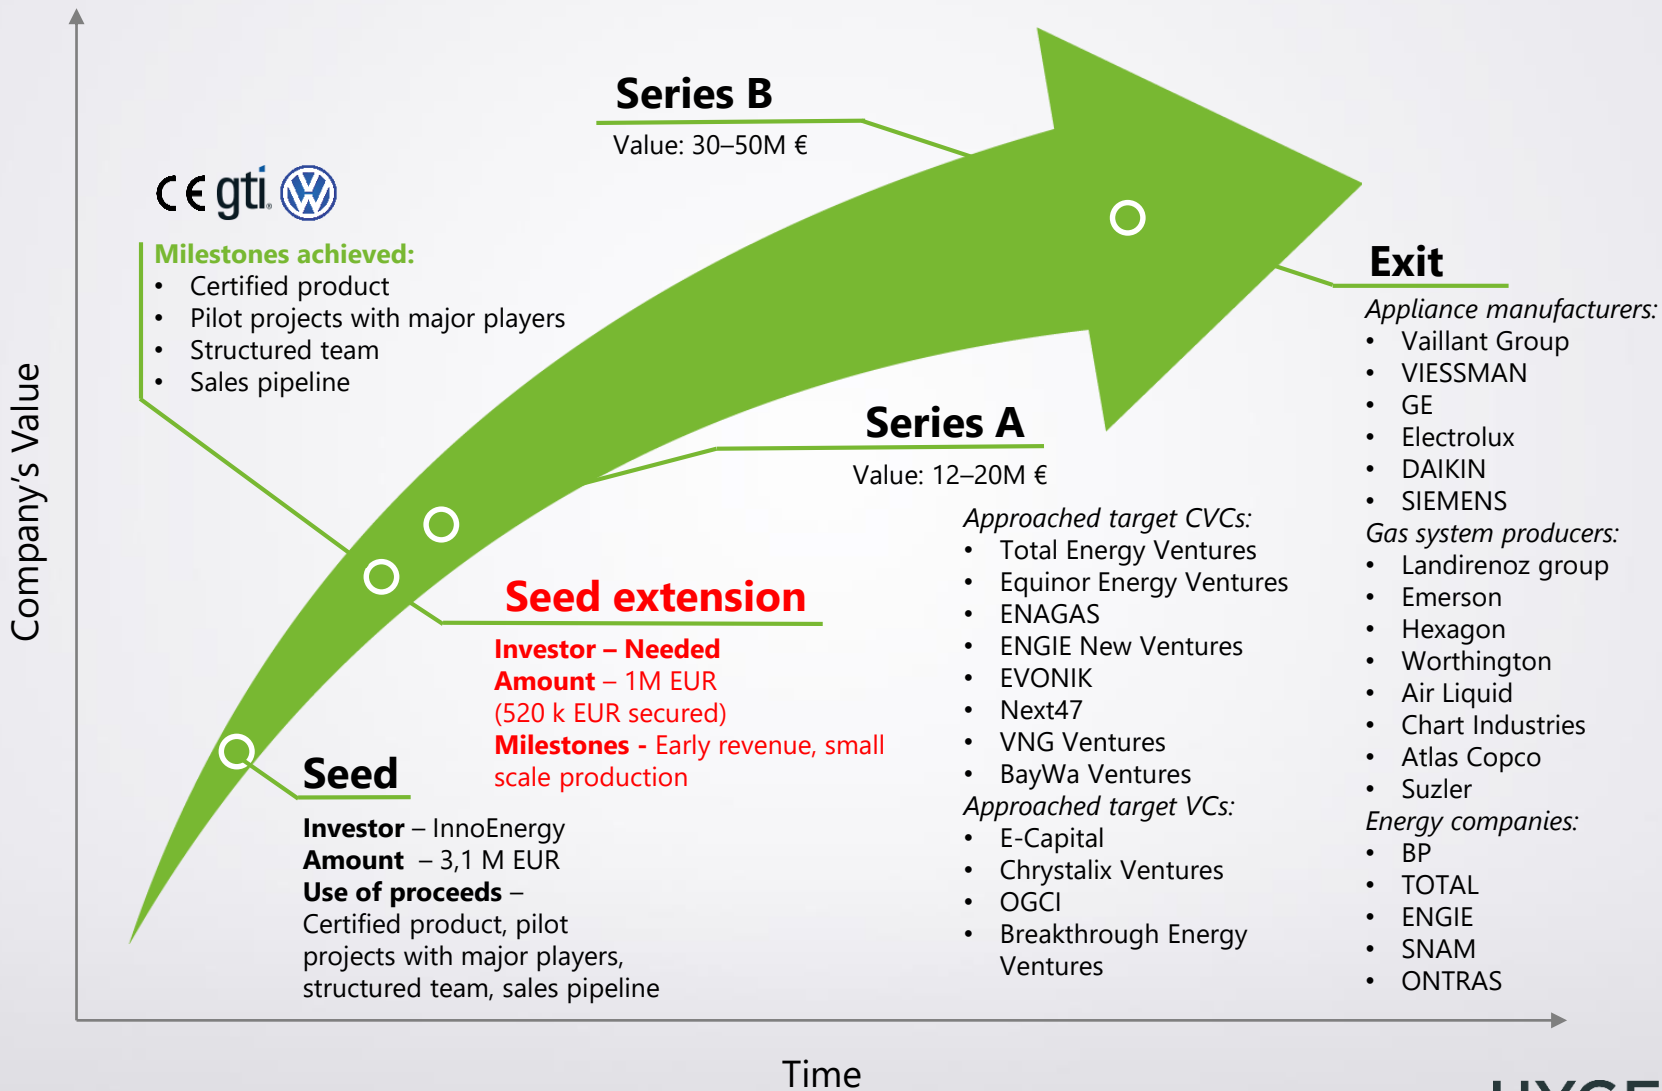 Series B
Value: 30–50M €
CE gti
Milestones achieved:
• Certified product
• Pilot projects with major players
• Structured team
• Sales pipeline
Company's Value
Exit
Appliance manufacturers:
• Vaillant Group
• VIESSMAN
• GE
• Electrolux
• DAIKIN
• SIEMENS
Gas system producers:
• Landirenoz group
• Emerson
• Hexagon
• Worthington
• Air Liquid
• Chart Industries
• Atlas Copco
• Suzler
Energy companies:
• BP
• TOTAL
• ENGIE
• SNAM
• ONTRAS
Series A
Value: 12–20M €
Approached target CVCs:
• Total Energy Ventures
• Equinor Energy Ventures
• ENAGAS
• ENGIE New Ventures
• EVONIK
• Next47
• VNG Ventures
• BayWa Ventures
Approached target VCs:
• E-Capital
• Chrystalix Ventures
• OGCI
• Breakthrough Energy
Ventures
Seed extension
Investor – Needed
Amount – 1M EUR
(520 k EUR secured)
Milestones - Early revenue, small
scale production
Seed
Investor – InnoEnergy
Amount – 3,1 M EUR
Use of proceeds –
Certified product, pilot
projects with major players,
structured team, sales pipeline
Time